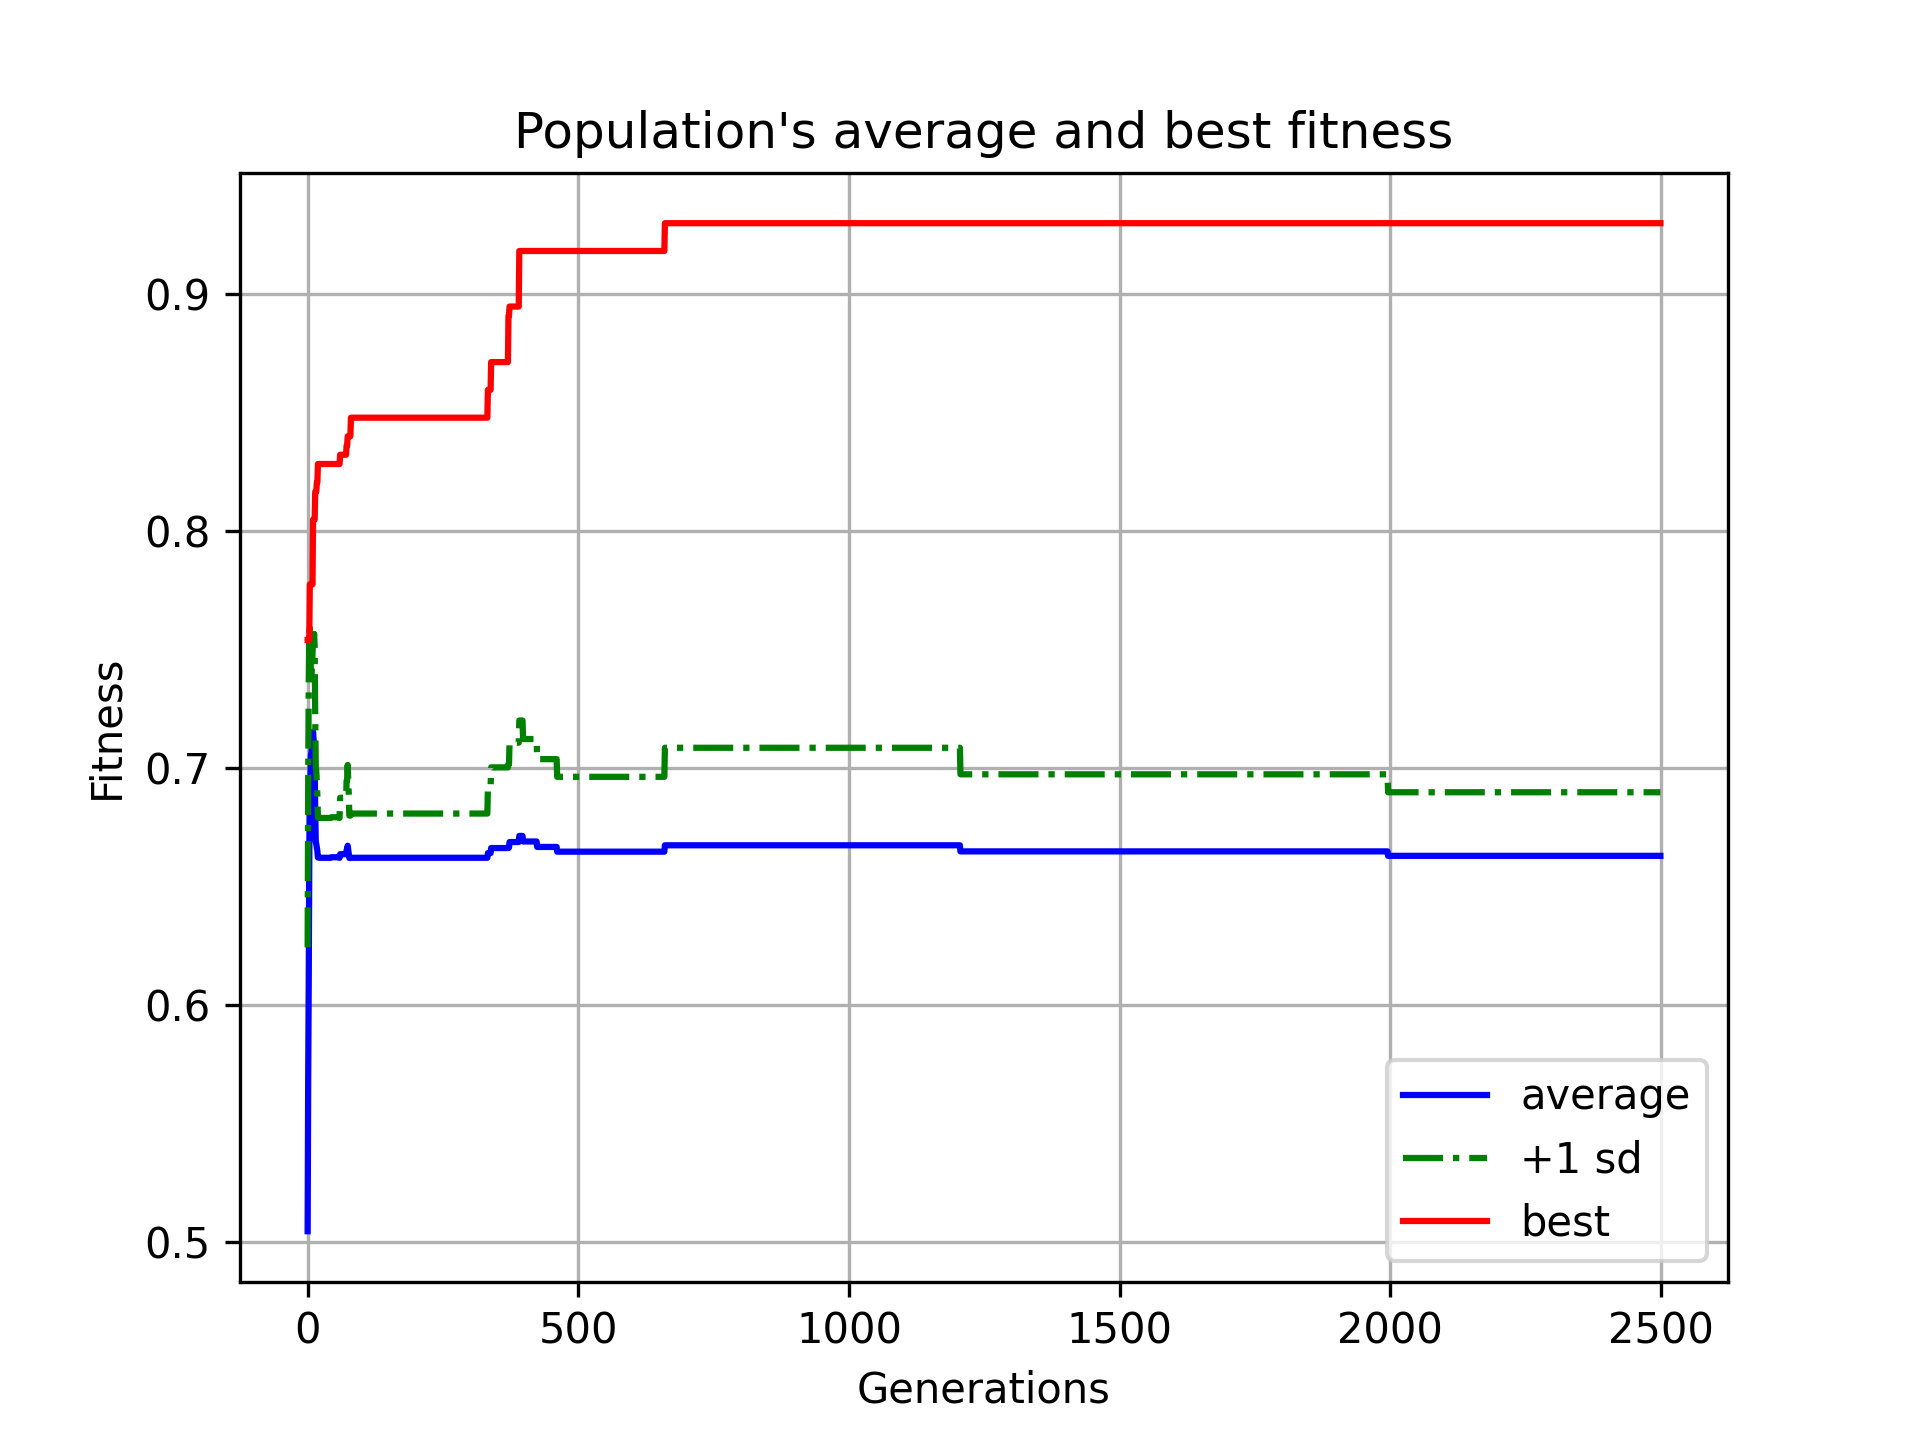 Population's average and best fitness
Fitness
0.9
0.8
0.7
0.6
0.5
average
+1 sd
best
0 500 1000 1500 2000 2500
Generations